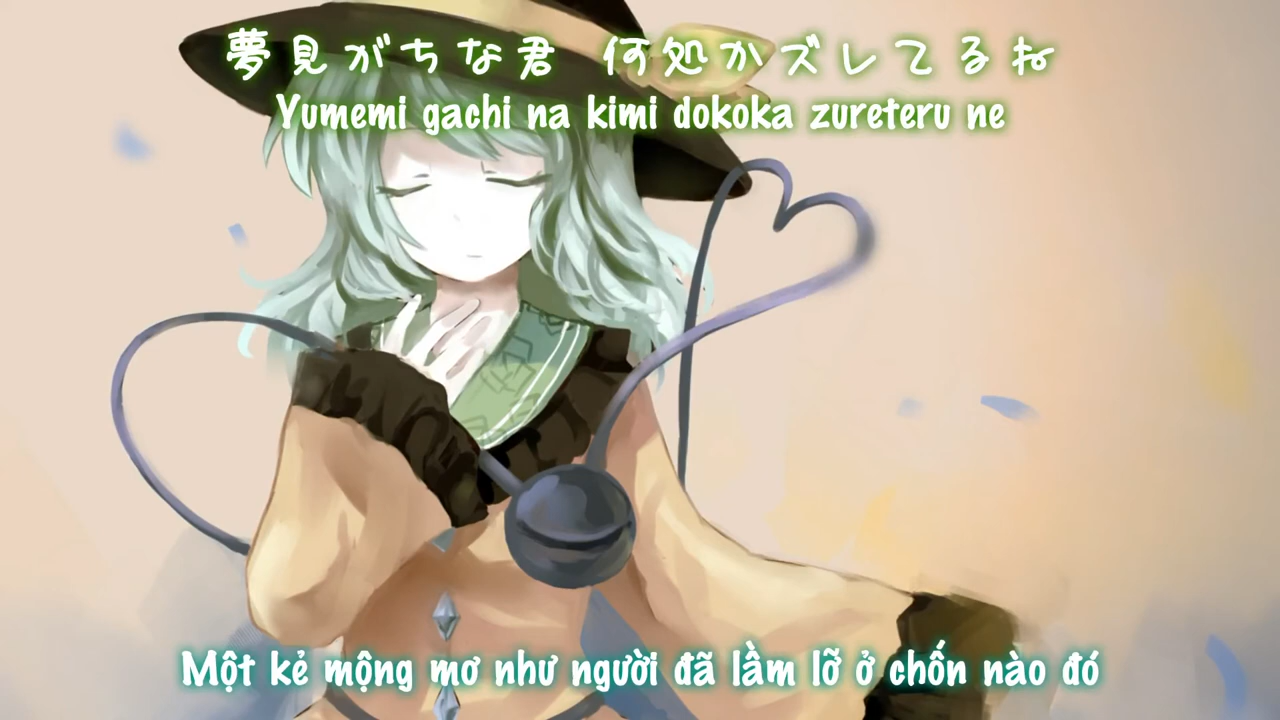 夢見がちな君 何処かズレてるね
Yumemi gachi na kimi dokoka zureteru ne
Một kẻ mộng mơ như người đã lầm lỡ ở chốn nào đó